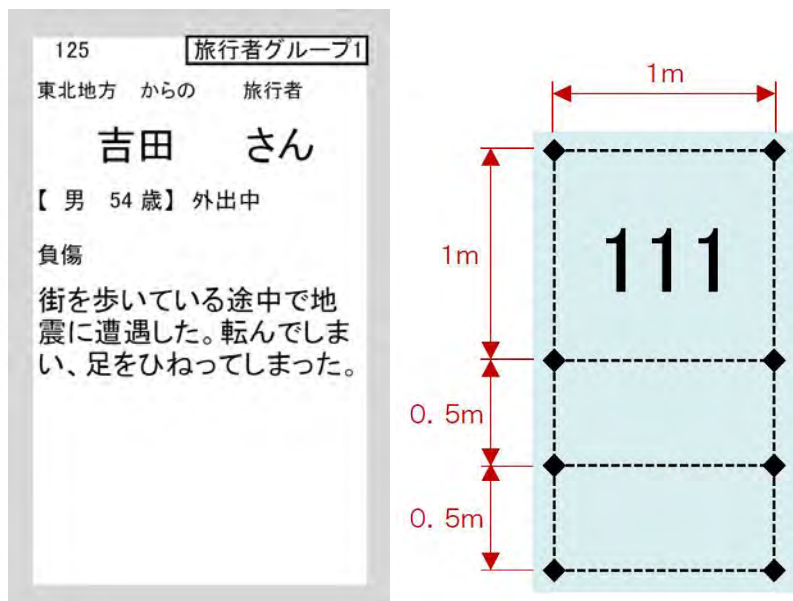 125 旅行者グループ1
東北地方 からの 旅行者
吉田 さん
【 男 54 歳】 外出中
負傷
街を歩いている途中で地
震に遭遇した。転んでしま
い、足をひねってしまった。
1m
1m
111
0.5m
0.5m